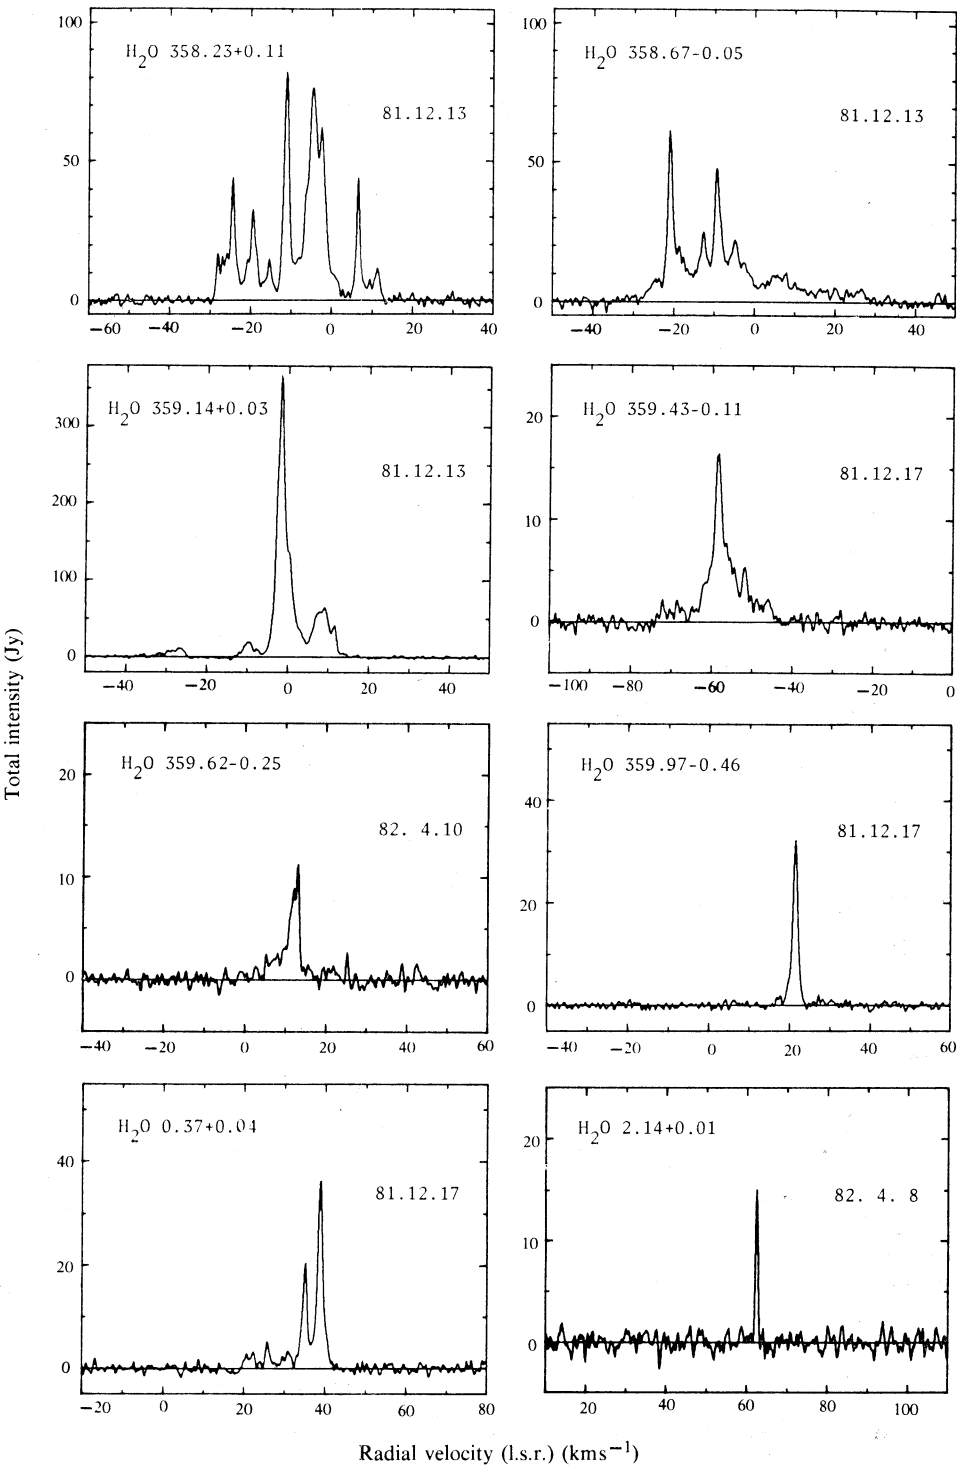 Total intensity (Jy)
H2O 358.23+0.11
81.12.13
100
50
0
−60 −40 −20 0 20 40
H2O 358.67-0.05
81.12.13
100
50
0
−40 −20 0 20 40
H2O 359.14+0.03
81.12.13
300
200
100
0
−40 −20 0 20 40
H2O 359.43-0.11
81.12.17
20
10
0
−100 −80 −60 −40 −20 0
H2O 359.62-0.25
82. 4.10
20
10
0
−40 −20 0 20 40 60
H2O 359.97-0.46
81.12.17
40
20
0
−40 −20 0 20 40 60
H2O 0.37+0.04
81.12.17
40
20
0
−20 0 20 40 60 80
H2O 2.14+0.01
82. 4. 8
20
10
0
20 40 60 80 100
Radial velocity (l.s.r.) (kms−1)